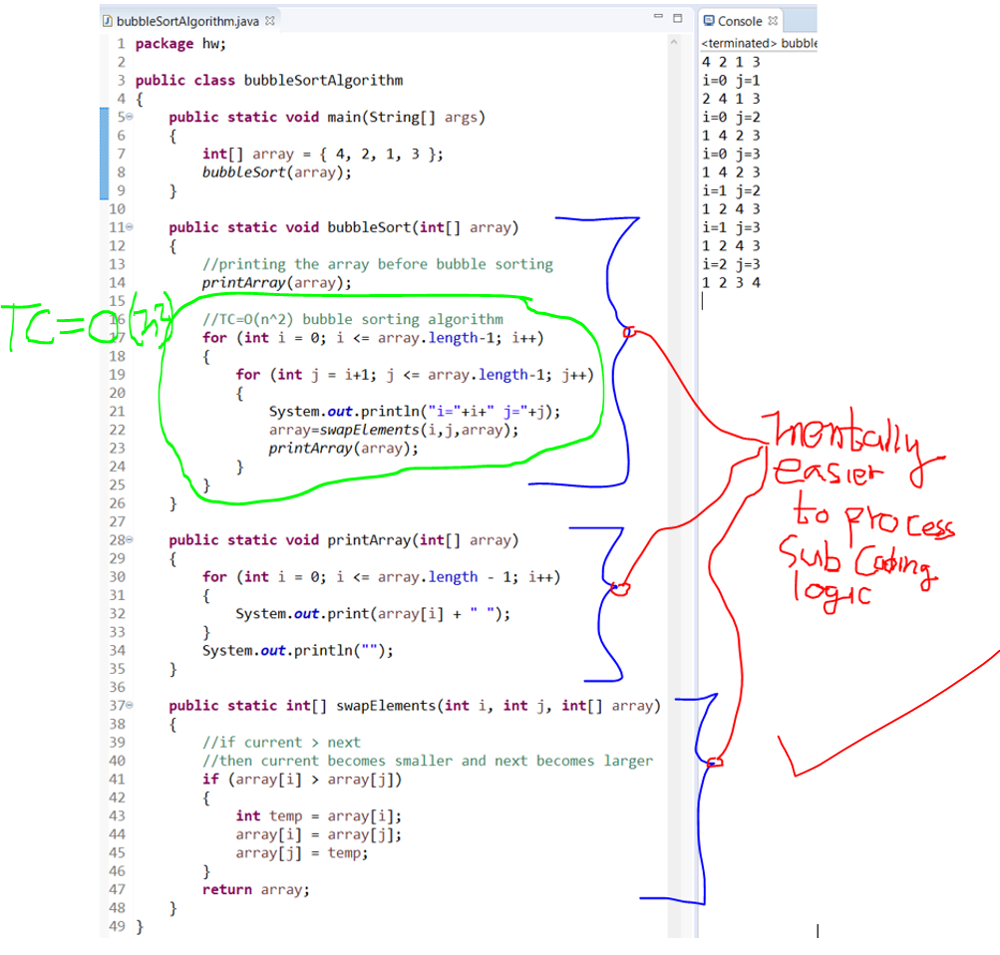 bubbleSortAlgorithm.java
1 package hw;
2
3 public class bubbleSortAlgorithm
4 {
5 public static void main(String[] args)
6 {
7 int[] array = { 4, 2, 1, 3 };
8 bubbleSort(array);
9 }
10
11 public static void bubbleSort(int[] array)
12 {
13 //printing the array before bubble sorting
14 printArray(array);
15
16 //TC=O(n^2) bubble sorting algorithm
17 for (int i = 0; i <= array.length-1; i++)
18 {
19 for (int j = i+1; j <= array.length-1; j++)
20 {
21 System.out.println("i="+i+" j="+j);
22 array=swapElements(i,j,array);
23 printArray(array);
24 }
25 }
26 }
27
28 public static void printArray(int[] array)
29 {
30 for (int i = 0; i <= array.length - 1; i++)
31 {
32 System.out.print(array[i] + " ");
33 }
34 System.out.println("");
35 }
36
37 public static int[] swapElements(int i, int j, int[] array)
38 {
39 //if current > next
40 //then current becomes smaller and next becomes larger
41 if (array[i] > array[j])
42 {
43 int temp = array[i];
44 array[i] = array[j];
45 array[j] = temp;
46 }
47 return array;
48 }
49 }
TC=O(n²)
Console
<terminated> bubble
4 2 1 3
i=0 j=1
2 4 1 3
i=0 j=2
1 4 2 3
i=0 j=3
1 4 2 3
i=1 j=2
1 2 4 3
i=1 j=3
1 2 4 3
i=2 j=3
1 2 3 4
mentally
easier
to process
Sub Coding
logic